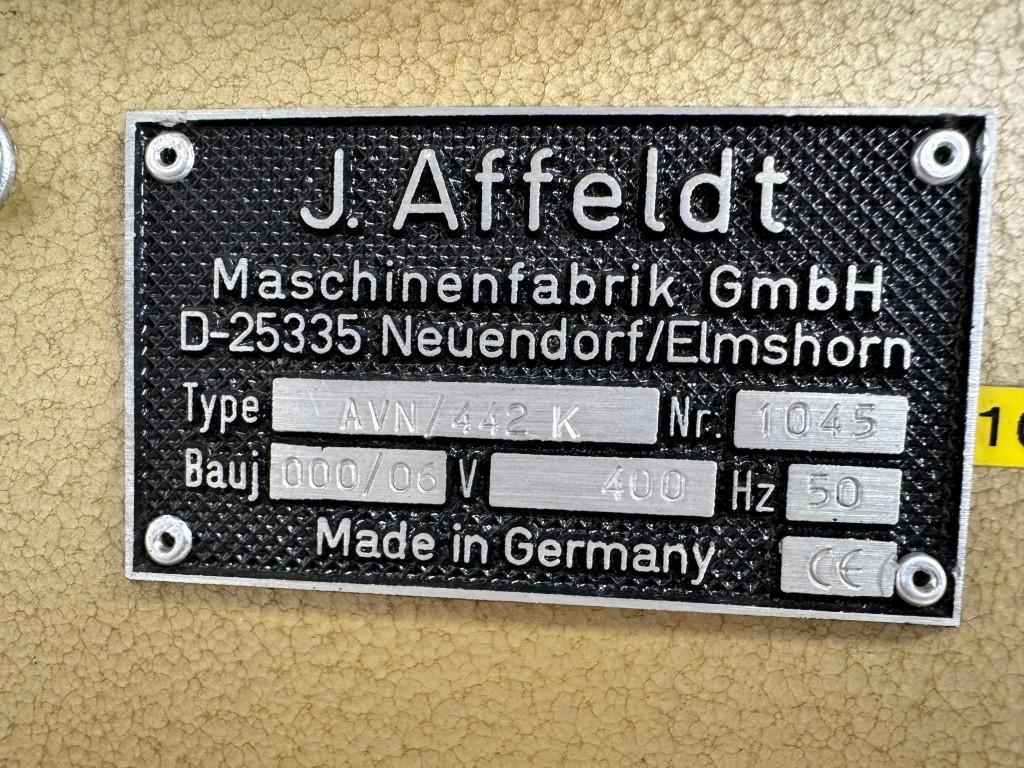 J. Affeldt
Maschinenfabrik GmbH
D-25335 Neuendorf/Elmshorn
Type AVN/442 K Nr. 1045
Bauj 000/06 V 400 Hz 50
Made in Germany CE